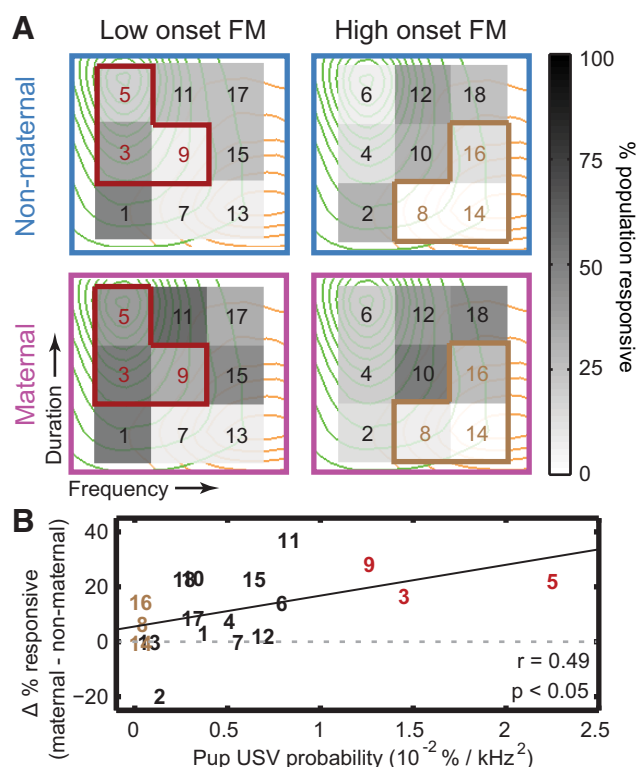 A
Low onset FM
High onset FM
Non-maternal
5 11 17
3 9 15
1 7 13
6 12 18
4 10 16
2 8 14
Maternal
5 11 17
3 9 15
1 7 13
6 12 18
4 10 16
2 8 14
Duration
Frequency
100
75
50
25
0
% population responsive
B
Δ % responsive
(maternal - non-maternal)
40
20
0
−20
11
9
5
18 10 15
3
16 14
8 17 4 6
1 12
14 13 7
2
r = 0.49
p < 0.05
0 0.5 1 1.5 2 2.5
Pup USV probability (10⁻² % / kHz²)